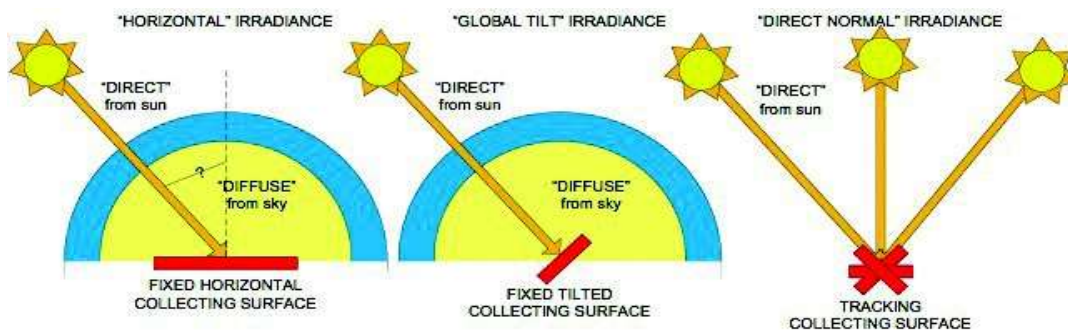 "HORIZONTAL" IRRADIANCE
"DIRECT"
from sun
?
"DIFFUSE"
from sky
FIXED HORIZONTAL
COLLECTING SURFACE
"GLOBAL TILT" IRRADIANCE
"DIRECT"
from sun
"DIFFUSE"
from sky
FIXED TILTED
COLLECTING SURFACE
"DIRECT NORMAL" IRRADIANCE
"DIRECT"
from sun
TRACKING
COLLECTING SURFACE